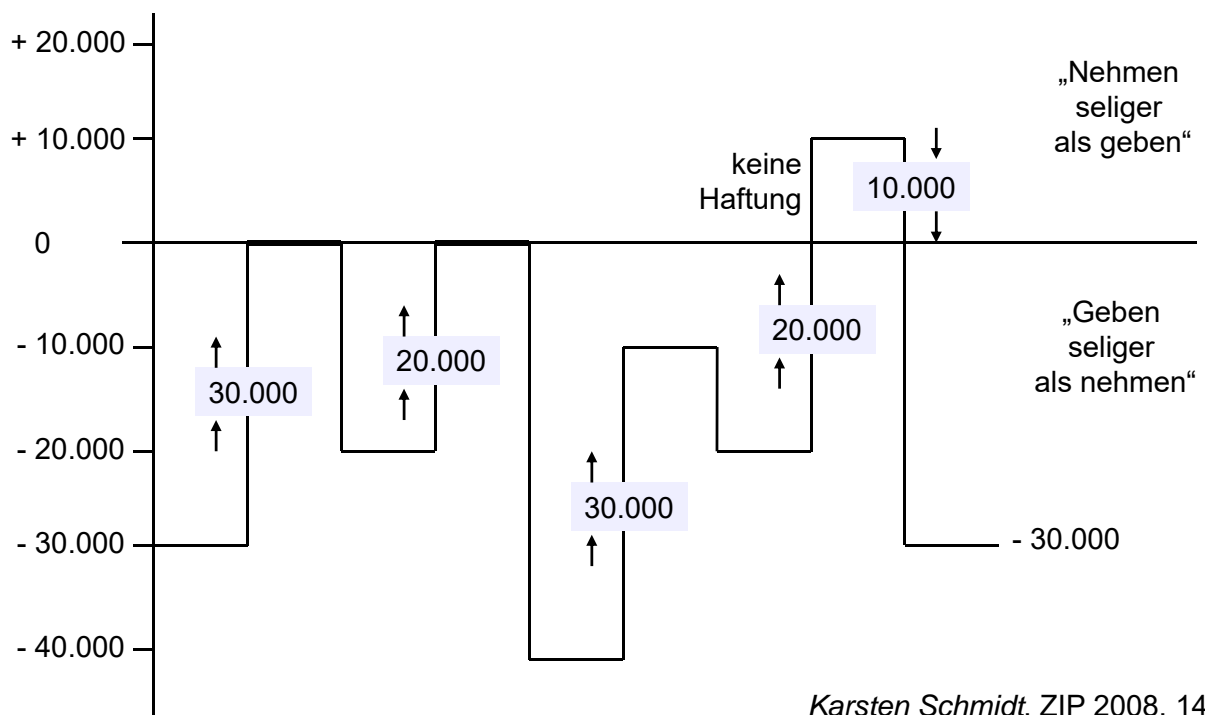 + 20.000
„Nehmen
seliger
als geben“
+ 10.000
keine
Haftung
10.000
0
20.000
„Geben
seliger
als nehmen“
- 10.000
20.000
30.000
- 20.000
30.000
- 30.000
- 30.000
- 40.000
Karsten Schmidt, ZIP 2008, 14